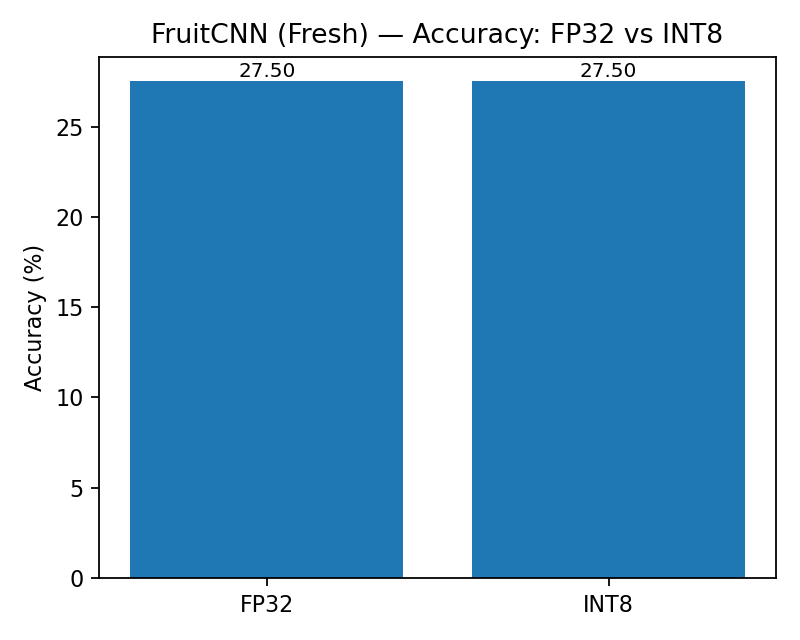 FruitCNN (Fresh) — Accuracy: FP32 vs INT8
27.50 27.50
Accuracy (%)
25
20
15
10
5
0
FP32 INT8